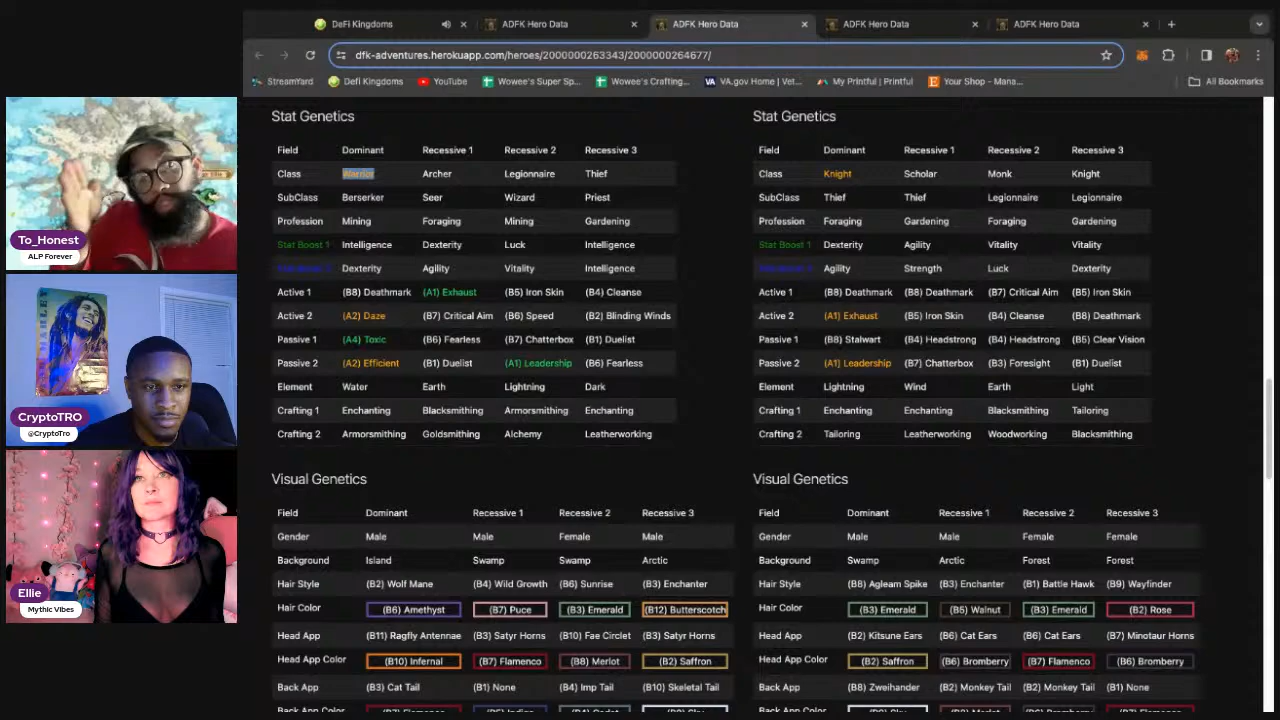 DeFi Kingdoms
ADFK Hero Data
ADFK Hero Data
ADFK Hero Data
ADFK Hero Data
dfk-adventures.herokuapp.com/heroes/2000000263343/2000000264677/
StreamYard
Defi Kingdoms
YouTube
Wowee's Super Sp...
Wowee's Crafting...
VA.gov Home | Vet...
My Printful | Printful
Your Shop - Mana...
All Bookmarks
To_Honest
ALP Forever
CryptoTRO
@CryptoTro
Ellie
Mythic Vibes
Stat Genetics
Field Dominant Recessive 1 Recessive 2 Recessive 3
Class Warrior Archer Legionnaire Thief
SubClass Berserker Seer Wizard Priest
Profession Mining Foraging Mining Gardening
Stat Boost 1 Intelligence Dexterity Luck Intelligence
Dexterity Agility Vitality Intelligence
Active 1 (B8) Deathmark (A1) Exhaust (B5) Iron Skin (B4) Cleanse
Active 2 (A2) Daze (B7) Critical Aim (B6) Speed (B2) Blinding Winds
Passive 1 (A4) Toxic (B6) Fearless (B7) Chatterbox (B1) Duelist
Passive 2 (A2) Efficient (B1) Duelist (A1) Leadership (B6) Fearless
Element Water Earth Lightning Dark
Crafting 1 Enchanting Blacksmithing Armorsmithing Enchanting
Crafting 2 Armorsmithing Goldsmithing Alchemy Leatherworking
Stat Genetics
Field Dominant Recessive 1 Recessive 2 Recessive 3
Class Knight Scholar Monk Knight
SubClass Thief Thief Legionnaire Legionnaire
Profession Foraging Gardening Foraging Gardening
Stat Boost 1 Dexterity Agility Vitality Vitality
Agility Strength Luck Dexterity
Active 1 (B8) Deathmark (B8) Deathmark (B7) Critical Aim (B5) Iron Skin
Active 2 (A1) Exhaust (B5) Iron Skin (B4) Cleanse (B8) Deathmark
Passive 1 (B8) Stalwart (B4) Headstrong (B4) Headstrong (B5) Clear Vision
Passive 2 (A1) Leadership (B7) Chatterbox (B3) Foresight (B1) Duelist
Element Lightning Wind Earth Light
Crafting 1 Enchanting Enchanting Blacksmithing Tailoring
Crafting 2 Tailoring Leatherworking Woodworking Blacksmithing
Visual Genetics
Field Dominant Recessive 1 Recessive 2 Recessive 3
Gender Male Male Female Male
Background Island Swamp Swamp Arctic
Hair Style (B2) Wolf Mane (B4) Wild Growth (B6) Sunrise (B3) Enchanter
Hair Color (B6) Amethyst (B7) Puce (B3) Emerald (B12) Butterscotch
Head App (B11) Ragfly Antennae (B3) Satyr Horns (B10) Fae Circlet (B3) Satyr Horns
Head App Color (B10) Infernal (B7) Flamenco (B8) Merlot (B2) Saffron
Back App (B3) Cat Tail (B1) None (B4) Imp Tail (B10) Skeletal Tail
Visual Genetics
Field Dominant Recessive 1 Recessive 2 Recessive 3
Gender Male Male Female Female
Background Swamp Arctic Forest Forest
Hair Style (B8) Agleam Spike (B3) Enchanter (B1) Battle Hawk (B9) Wayfinder
Hair Color (B3) Emerald (B5) Walnut (B3) Emerald (B2) Rose
Head App (B2) Kitsune Ears (B6) Cat Ears (B6) Cat Ears (B7) Minotaur Horns
Head App Color (B2) Saffron (B6) Bromberry (B7) Flamenco (B6) Bromberry
Back App (B8) Zweihander (B2) Monkey Tail (B2) Monkey Tail (B1) None